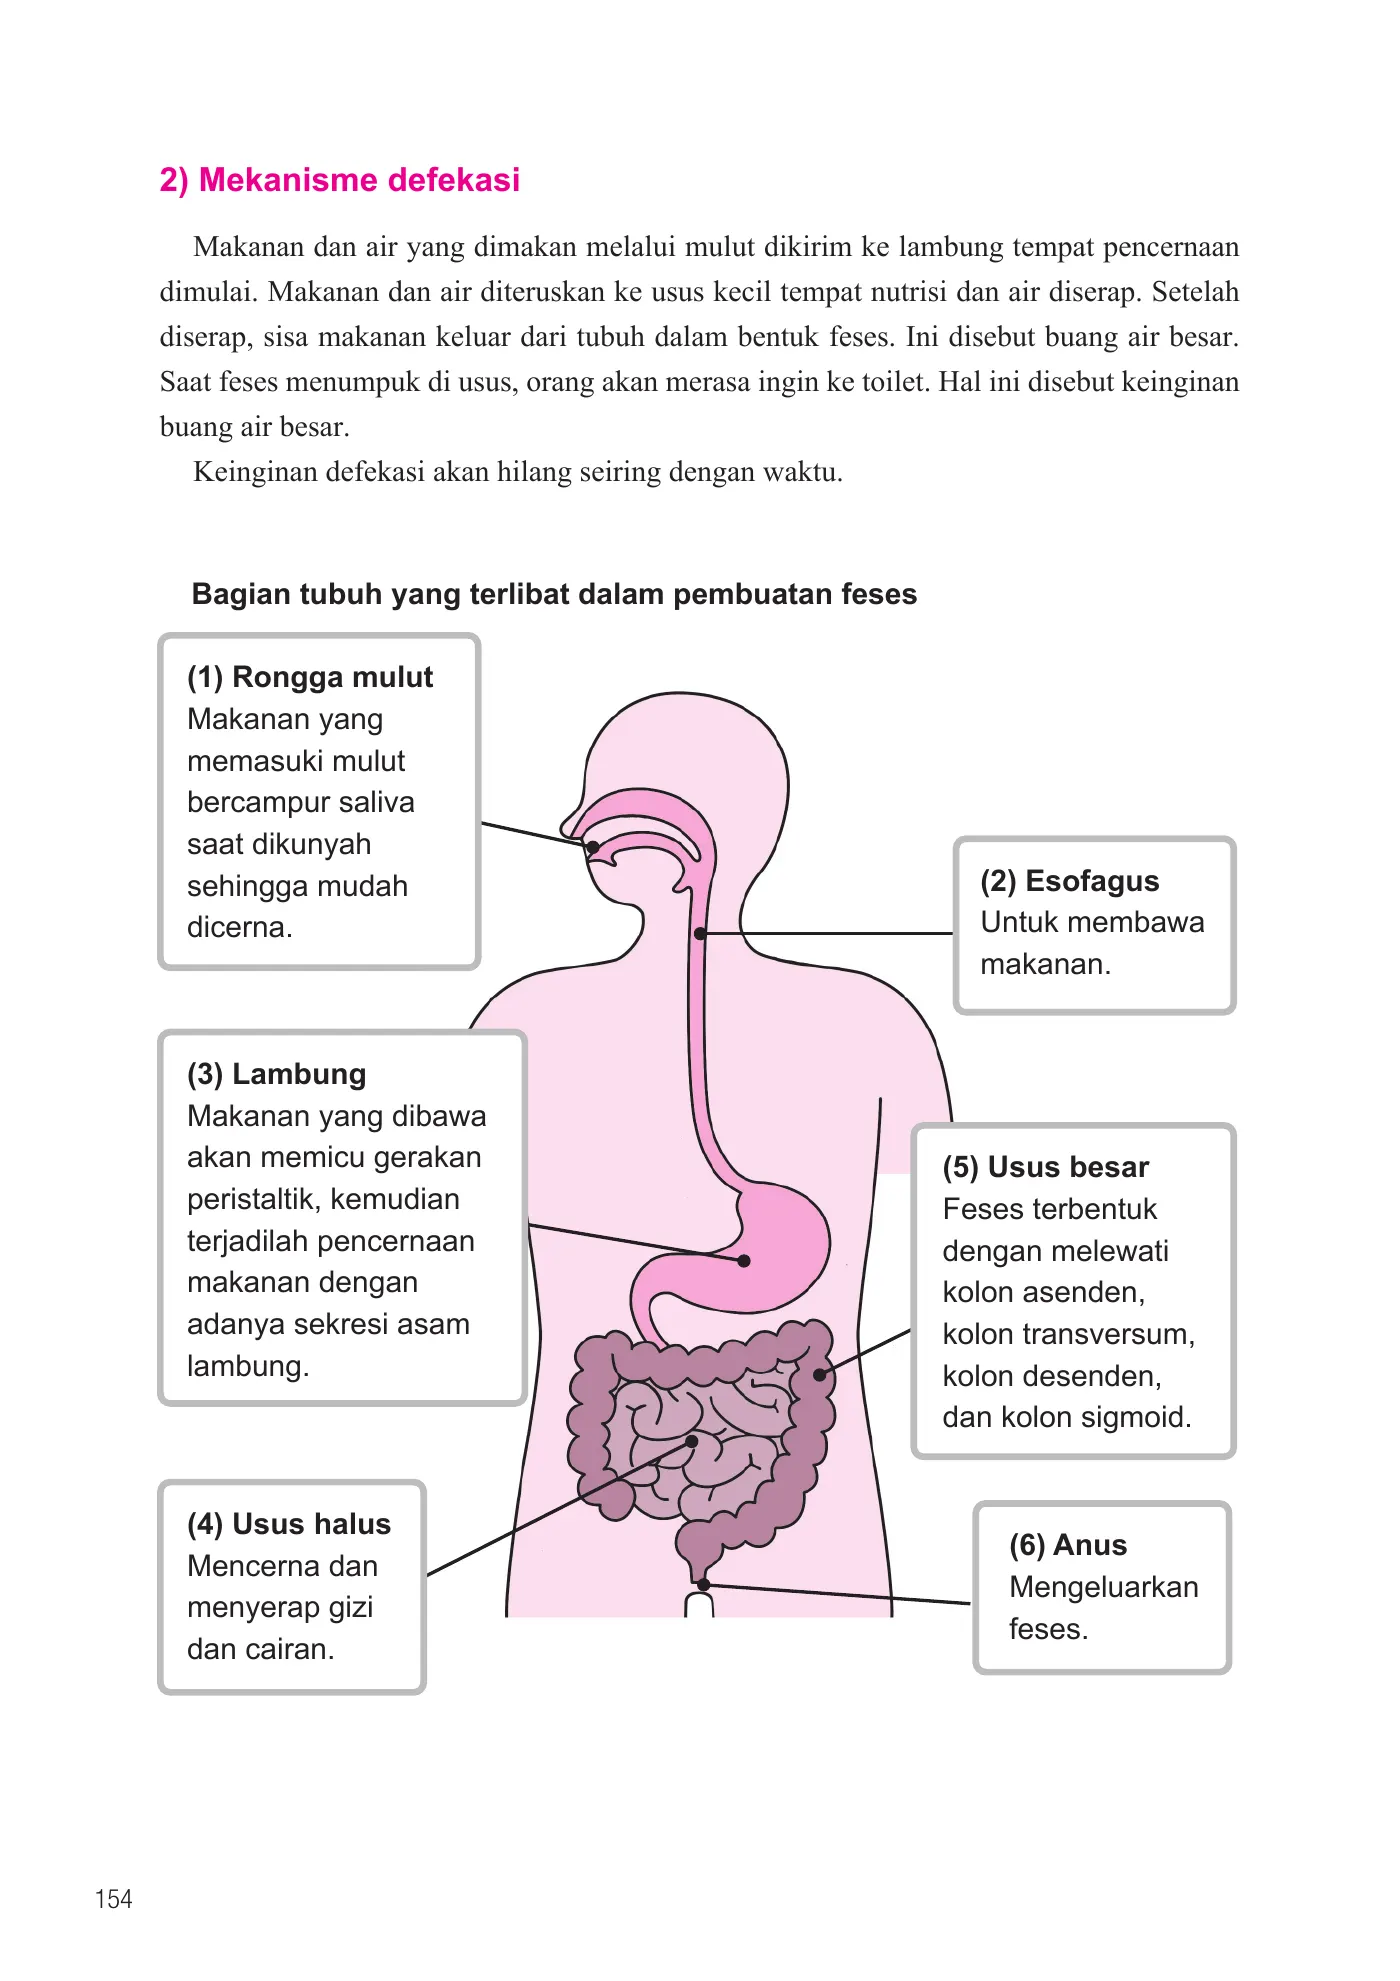 2) Mekanisme defekasi
Makanan dan air yang dimakan melalui mulut dikirim ke lambung tempat pencernaan
dimulai. Makanan dan air diteruskan ke usus kecil tempat nutrisi dan air diserap. Setelah
diserap, sisa makanan keluar dari tubuh dalam bentuk feses. Ini disebut buang air besar.
Saat feses menumpuk di usus, orang akan merasa ingin ke toilet. Hal ini disebut keinginan
buang air besar.
Keinginan defekasi akan hilang seiring dengan waktu.
Bagian tubuh yang terlibat dalam pembuatan feses
(1) Rongga mulut
Makanan yang
memasuki mulut
bercampur saliva
saat dikunyah
sehingga mudah
dicerna.
(2) Esofagus
Untuk membawa
makanan.
(3) Lambung
Makanan yang dibawa
akan memicu gerakan
peristaltik, kemudian
terjadilah pencernaan
makanan dengan
adanya sekresi asam
lambung.
(5) Usus besar
Feses terbentuk
dengan melewati
kolon asenden,
kolon transversum,
kolon desenden,
dan kolon sigmoid.
(4) Usus halus
Mencerna dan
menyerap gizi
dan cairan.
(6) Anus
Mengeluarkan
feses.
154